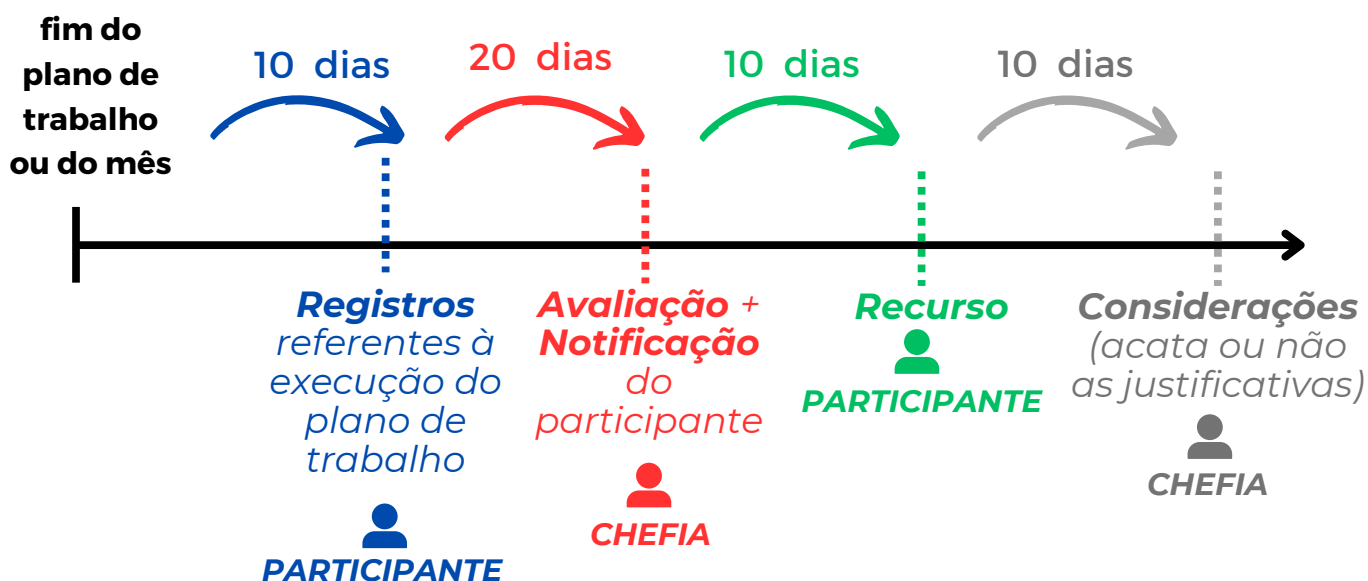 fim do
plano de
trabalho
ou do mês
10 dias
20 dias
10 dias
10 dias
Registros
referentes à
execução do
plano de
trabalho
PARTICIPANTE
Avaliação +
Notificação
do
participante
CHEFIA
Recurso
PARTICIPANTE
Considerações
(acata ou não
as justificativas)
CHEFIA